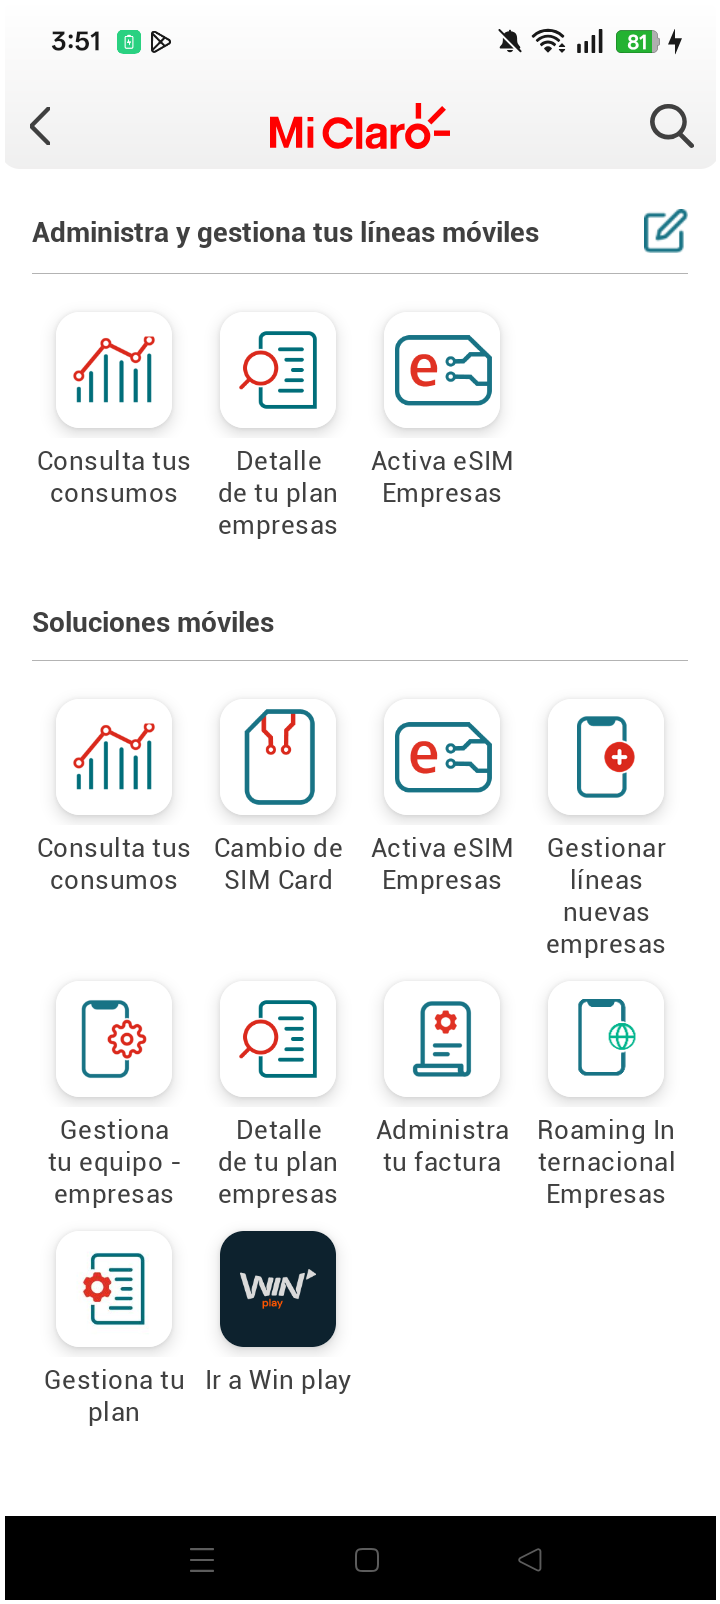 3:51
81
Mi Claro
Administra y gestiona tus líneas móviles
e
Consulta tus
consumos
Detalle
de tu plan
empresas
Activa eSIM
Empresas
Soluciones móviles
e
Consulta tus
consumos
Cambio de
SIM Card
Activa eSIM
Empresas
Gestionar
líneas
nuevas
empresas
Gestiona
tu equipo -
empresas
Detalle
de tu plan
empresas
Administra
tu factura
Roaming In
ternacional
Empresas
WIN
play
Gestiona tu
plan
Ir a Win play